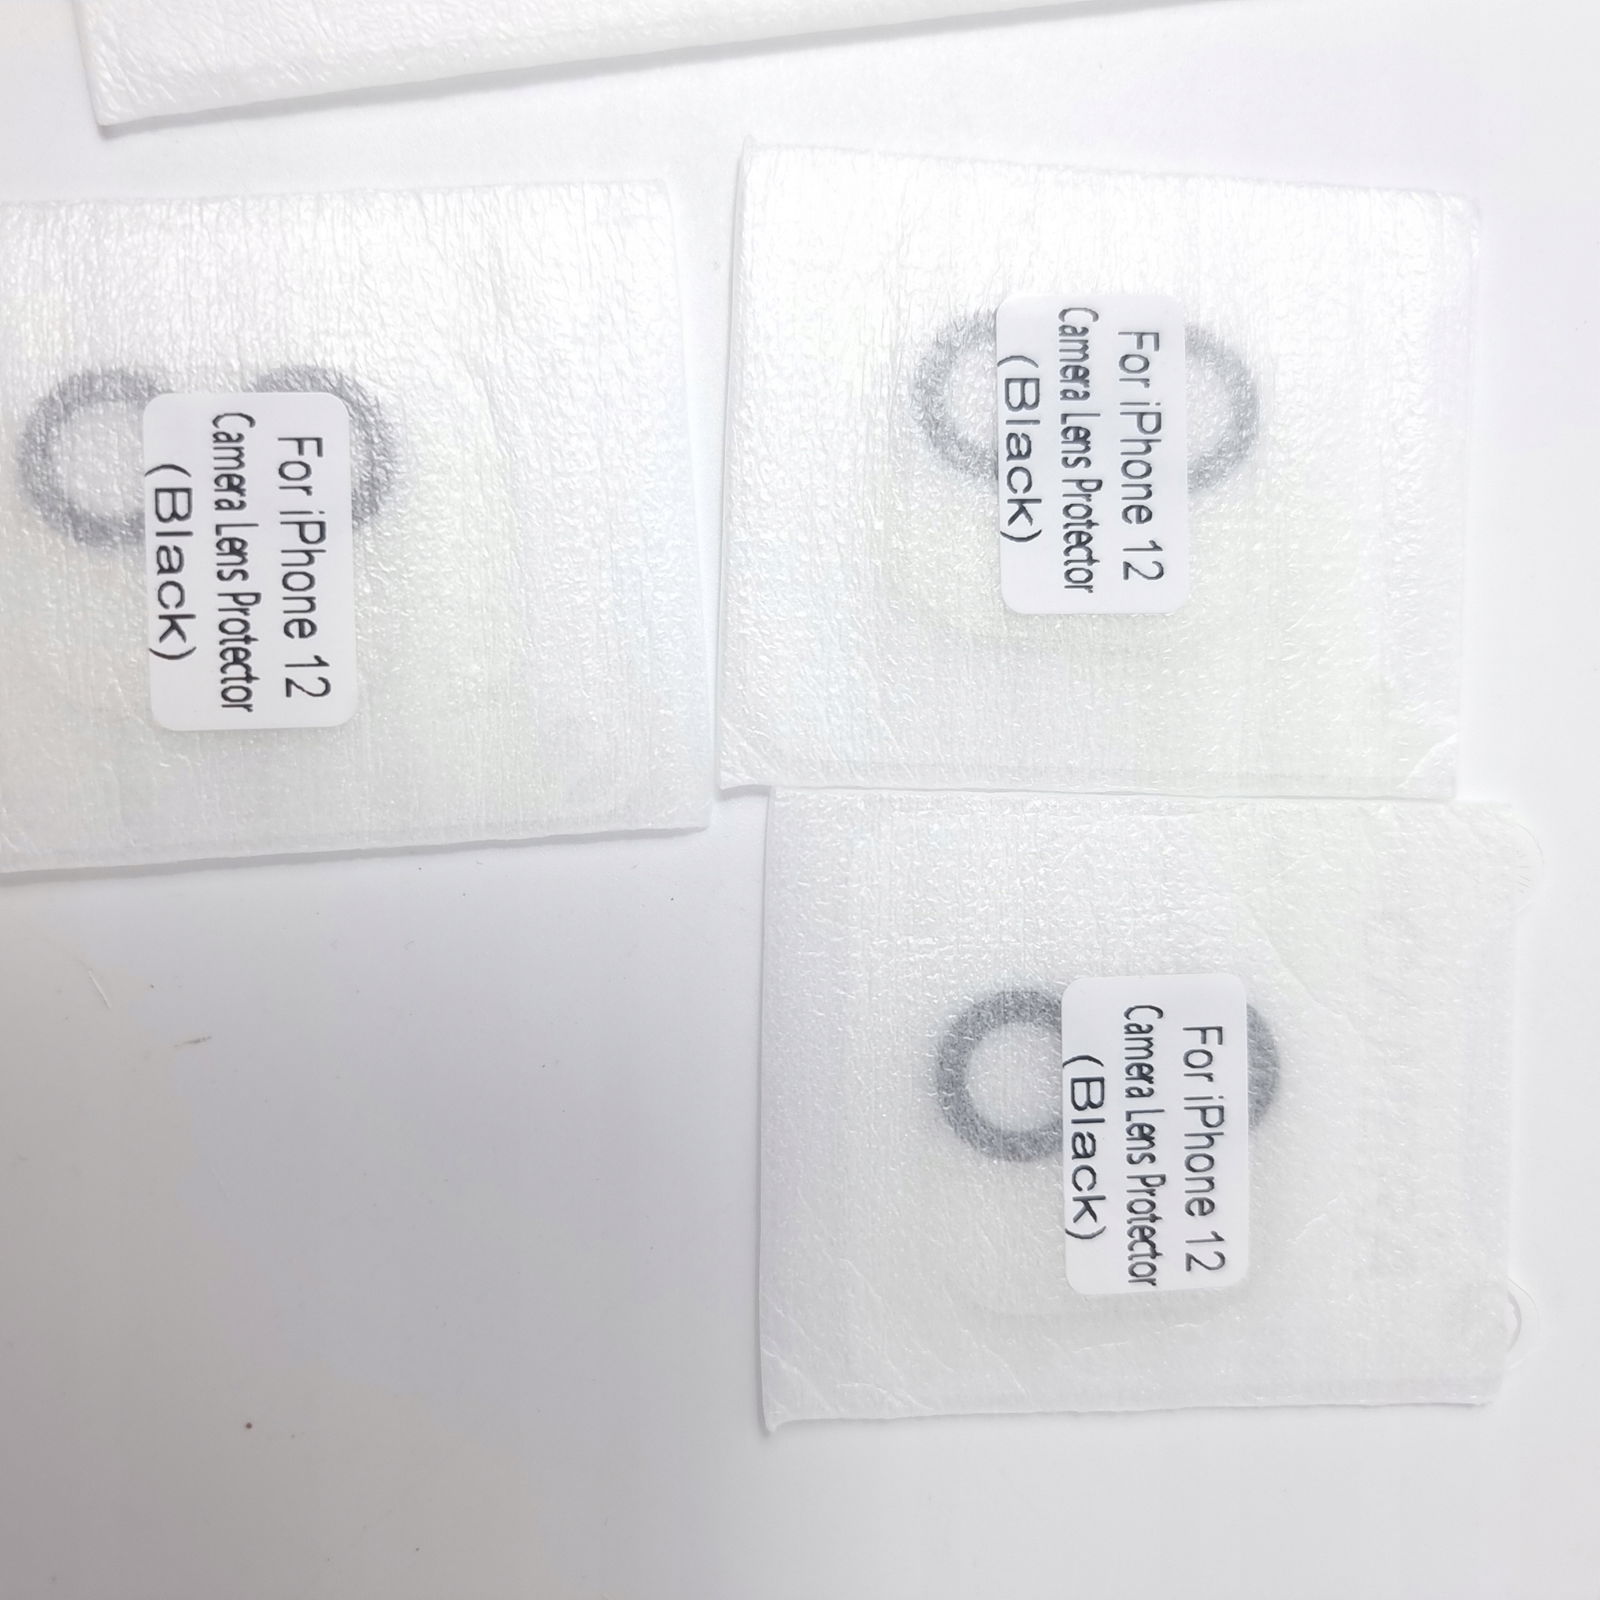 For iPhone 12
Camera Lens Protector
(Black)
For iPhone 12
Camera Lens Protector
(Black)
For iPhone 12
Camera Lens Protector
(Black)